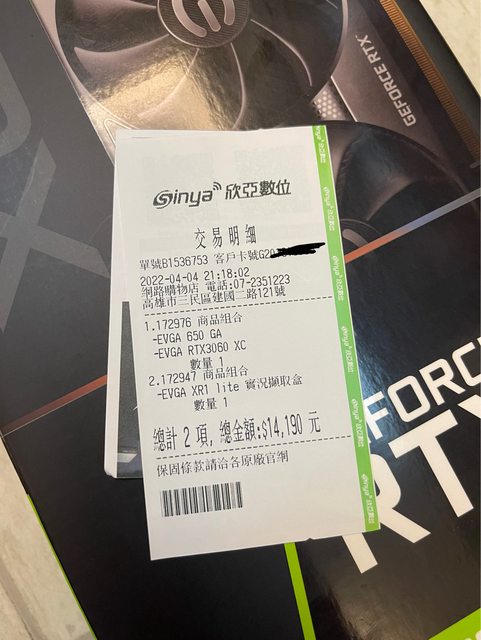 GEFORCE RTX
Sinya 欣亞數位
交易明細
單號B1536753 客戶卡號G20
2022-04-04 21:18:02
網路購物店 電話:07-2351223
高雄市三民區建國二路121號
1.172976 商品組合
-EVGA 650 GA
-EVGA RTX3060 XC
數量 1
2.172947 商品組合
-EVGA XR1 lite 實況擷取盒
數量 1
總計 2 項, 總金額:$14,190 元
保固條款請洽各原廠官網
FORC
RT